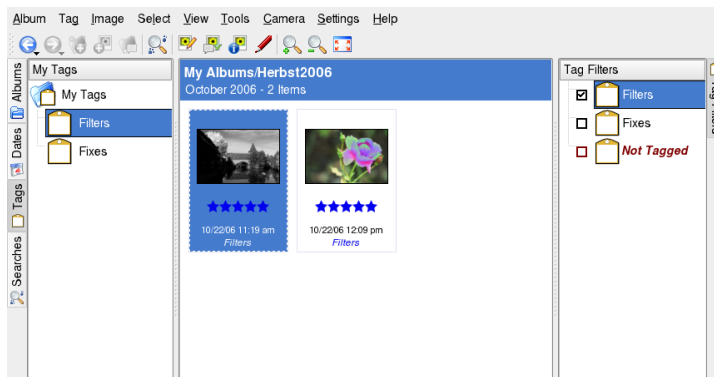 Album Tag Image Select View Tools Camera Settings Help
Albums
Dates
Tags
Searches
My Tags
My Tags
Filters
Fixes
My Albums/Herbst2006
October 2006 - 2 Items
10/22/06 11:19 am
Filters
10/22/06 12:09 pm
Filters
Tag Filters
Filters
Fixes
Not Tagged